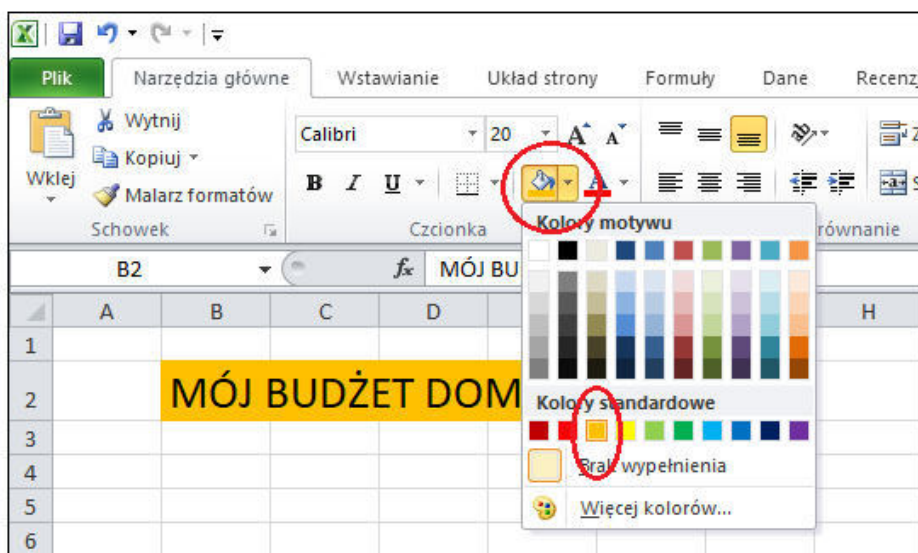 Plik Narzędzia główne Wstawianie Układ strony Formuły Dane Recenzj
Wklej
Wytnij
Kopiuj
Malarz formatów
Schowek
Calibri 20 A A
B I U A
Czcionka
równanie
B2 fx MÓJ BU
A B C D H
1
2 MÓJ BUDŻET DOM
3
4
5
6
Kolory motywu
Kolory standardowe
Brak wypełnienia
Więcej kolorów...